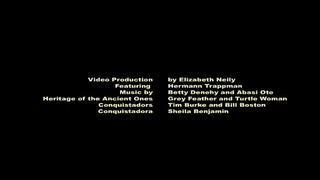 Video Production by Elizabeth Neily
Featuring Hermann Trappman
Music by Betty Denehy and Abasi Ote
Heritage of the Ancient Ones Grey Feather and Turtle Woman
Conquistadors Tim Burke and Bill Boston
Conquistadora Sheila Benjamin